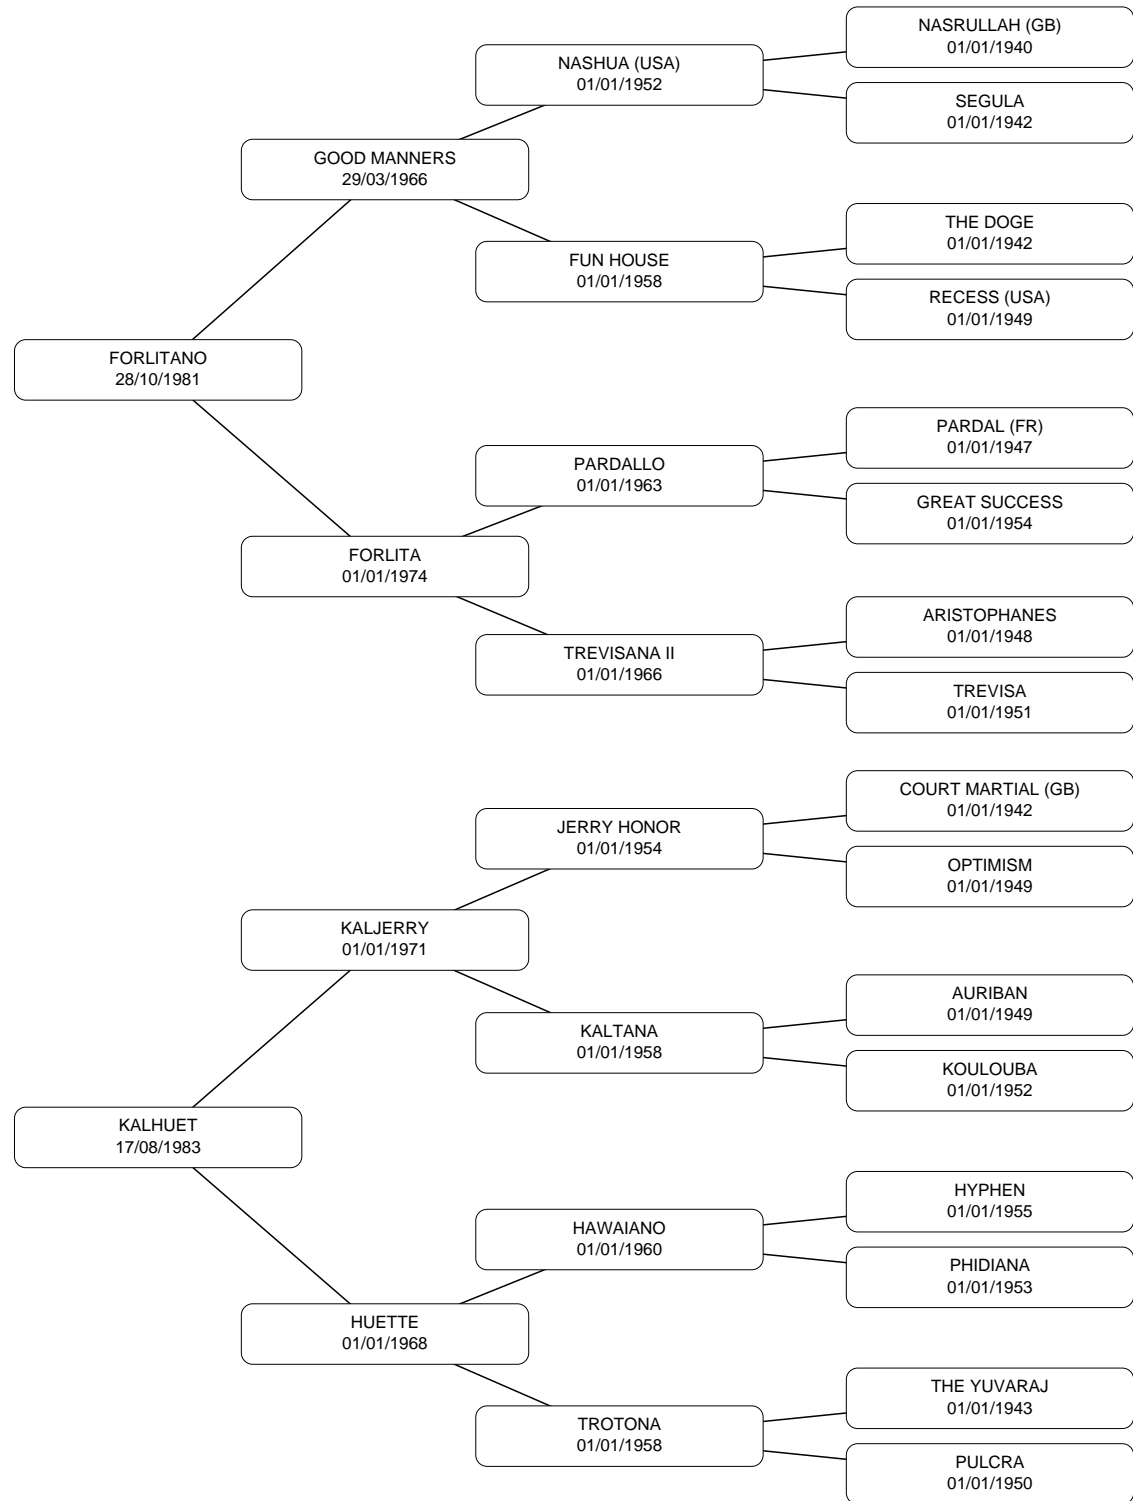 NASRULLAH (GB)
01/01/1940
NASHUA (USA)
01/01/1952
SEGULA
01/01/1942
GOOD MANNERS
29/03/1966
THE DOGE
01/01/1942
FUN HOUSE
01/01/1958
RECESS (USA)
01/01/1949
FORLITANO
28/10/1981
PARDAL (FR)
01/01/1947
PARDALLO
01/01/1963
GREAT SUCCESS
01/01/1954
FORLITA
01/01/1974
ARISTOPHANES
01/01/1948
TREVISANA II
01/01/1966
TREVISA
01/01/1951
COURT MARTIAL (GB)
01/01/1942
JERRY HONOR
01/01/1954
OPTIMISM
01/01/1949
KALJERRY
01/01/1971
AURIBAN
01/01/1949
KALTANA
01/01/1958
KOULOUBA
01/01/1952
KALHUET
17/08/1983
HYPHEN
01/01/1955
HAWAIANO
01/01/1960
PHIDIANA
01/01/1953
HUETTE
01/01/1968
THE YUVARAJ
01/01/1943
TROTONA
01/01/1958
PULCRA
01/01/1950